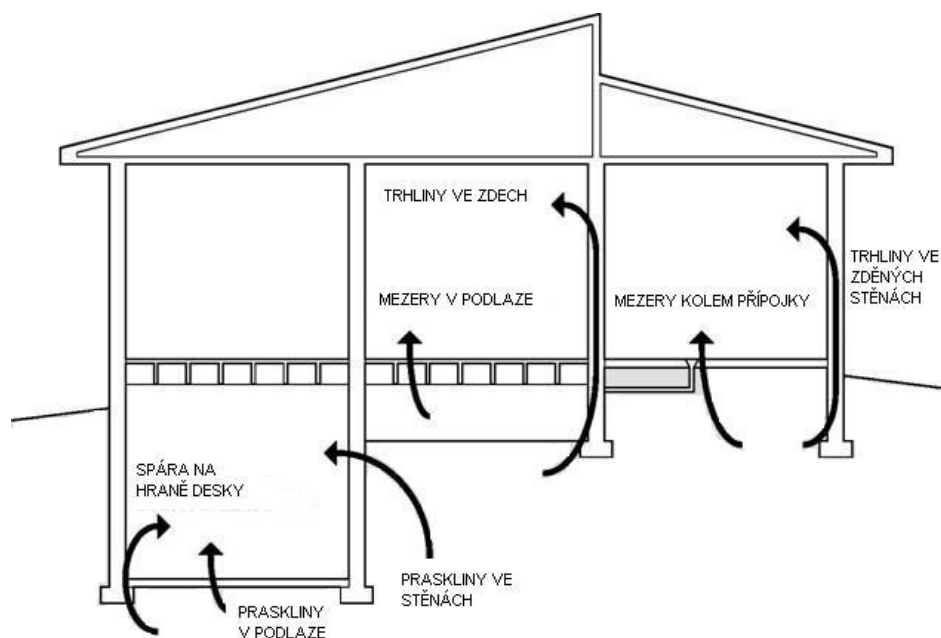 TRHLINY VE ZDECH
TRHLINY VE
ZDĚNÝCH
STĚNÁCH
MEZERY V PODLAZE
MEZERY KOLEM PŘÍPOJKY
SPÁRA NA
HRANĚ DESKY
PRASKLINY VE
STĚNÁCH
PRASKLINY
V PODLAZE